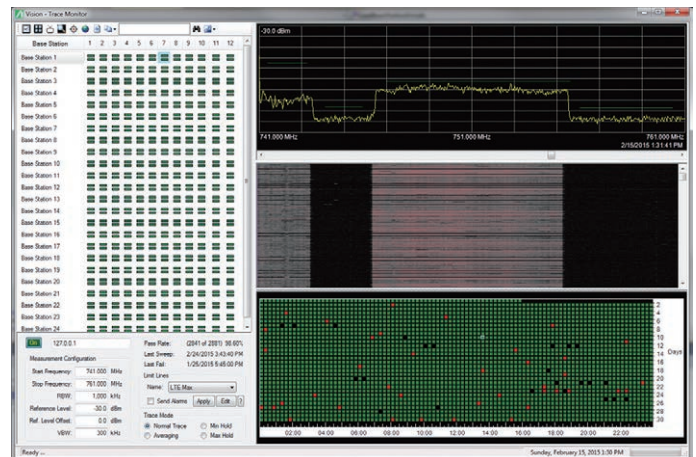 Vision - Trace Monitor
Base Station 1 2 3 4 5 6 7 8 9 10 11 12
Base Station 1
Base Station 2
Base Station 3
Base Station 4
Base Station 5
Base Station 6
Base Station 7
Base Station 8
Base Station 9
Base Station 10
Base Station 11
Base Station 12
Base Station 13
Base Station 14
Base Station 15
Base Station 16
Base Station 17
Base Station 18
Base Station 19
Base Station 20
Base Station 21
Base Station 22
Base Station 23
Base Station 24
On 127.0.0.1
Measurement Configuration
Start Frequency: 741.000 MHz
Stop Frequency: 761.000 MHz
RBW: 1.000 kHz
Reference Level: -30.0 dBm
Ref. Level Offset: 0.0 dBm
VBW: 300 kHz
Pass Rate: (2841 of 2881) 98.60%
Last Sweep: 2/24/2015 3:43:40 PM
Last Fail: 1/25/2015 5:45:00 PM
Limit Lines
Name: LTE Max
Send Alarms Apply Edit ?
Trace Mode
Normal Trace Min Hold
Averaging Max Hold
-30.0 dBm
741.000 MHz 751.000 MHz 761.000 MHz
2/15/2015 1:31:41 PM
2
4
6
8
10
12 Days
14
16
18
20
22
24
26
28
30
02:00 04:00 06:00 08:00 10:00 12:00 14:00 16:00 18:00 20:00 22:00
Ready ... Sunday, February 15, 2015 1:30 PM